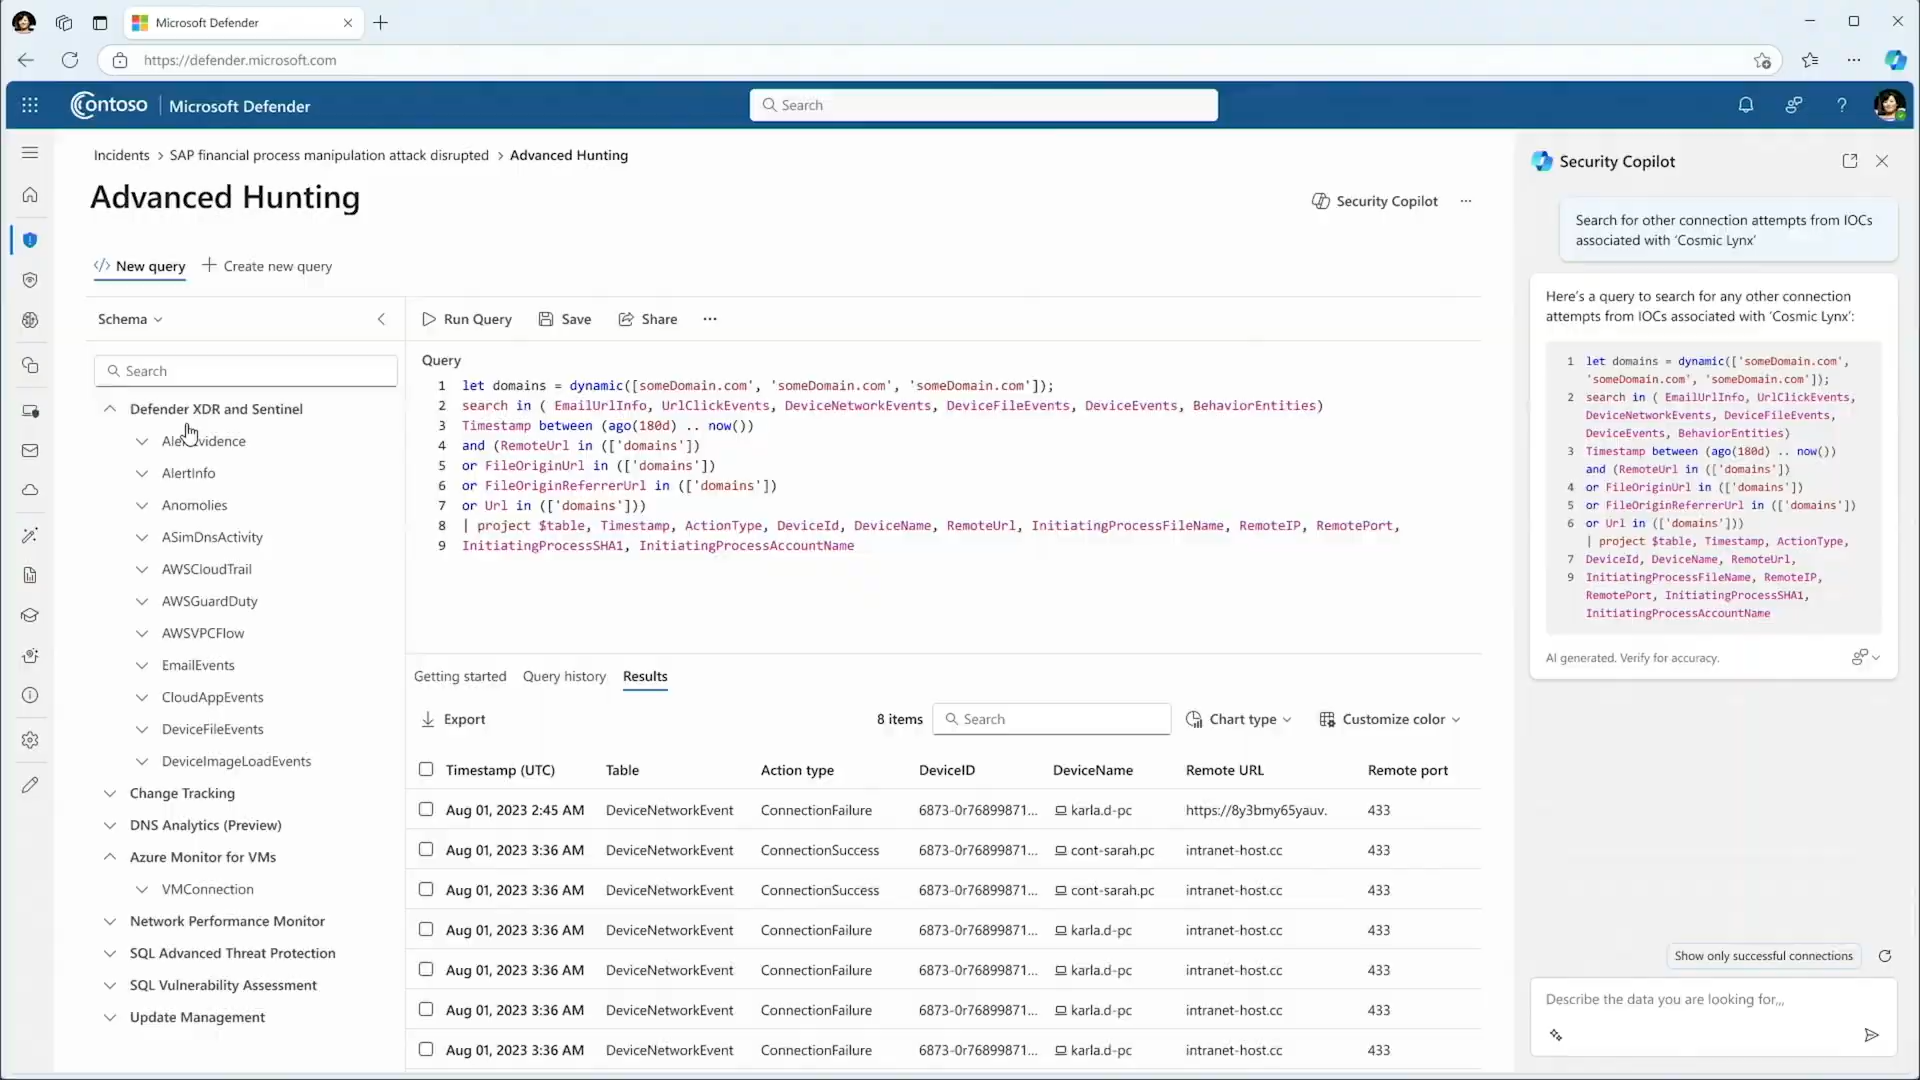 Microsoft Defender
https://defender.microsoft.com
Contoso
Microsoft Defender
Search
Incidents > SAP financial process manipulation attack disrupted > Advanced Hunting
Advanced Hunting
Security Copilot
</> New query
Create new query
Schema
Search
Defender XDR and Sentinel
AlertInfo
Anomolies
ASimDnsActivity
AWSCloudTrail
AWSGuardDuty
AWSVPCFlow
EmailEvents
CloudAppEvents
DeviceFileEvents
DeviceImageLoadEvents
Change Tracking
DNS Analytics (Preview)
Azure Monitor for VMs
VMConnection
Network Performance Monitor
SQL Advanced Threat Protection
SQL Vulnerability Assessment
Update Management
Run Query
Save
Share
Query
1 let domains = dynamic([someDomain.com', 'someDomain.com', 'someDomain.com']);
2 search in ( EmailUrlInfo, UrlClickEvents, DeviceNetworkEvents, DeviceFileEvents, DeviceEvents, BehaviorEntities)
3 Timestamp between (ago(180d) .. now())
4 and (RemoteUrl in (['domains'])
5 or FileOriginUrl in (['domains'])
6 or FileOriginReferrerUrl in (['domains'])
7 or Url in (['domains']))
8 | project $table, Timestamp, ActionType, DeviceId, DeviceName, RemoteUrl, InitiatingProcessFileName, RemoteIP, RemotePort,
9 InitiatingProcessSHA1, InitiatingProcessAccountName
Getting started
Query history
Results
Export
8 items
Search
Chart type
Customize color
Timestamp (UTC) Table Action type DeviceID DeviceName Remote URL Remote port
Aug 01, 2023 2:45 AM DeviceNetworkEvent ConnectionFailure 6873-0r76899871... karla.d-pc https://8y3bmy65yauv. 433
Aug 01, 2023 3:36 AM DeviceNetworkEvent ConnectionSuccess 6873-0r76899871... cont-sarah.pc intranet-host.cc 433
Aug 01, 2023 3:36 AM DeviceNetworkEvent ConnectionSuccess 6873-0r76899871... cont-sarah.pc intranet-host.cc 433
Aug 01, 2023 3:36 AM DeviceNetworkEvent ConnectionFailure 6873-0r76899871... karla.d-pc intranet-host.cc 433
Aug 01, 2023 3:36 AM DeviceNetworkEvent ConnectionFailure 6873-0r76899871... karla.d-pc intranet-host.cc 433
Aug 01, 2023 3:36 AM DeviceNetworkEvent ConnectionFailure 6873-0r76899871... karla.d-pc intranet-host.cc 433
Aug 01, 2023 3:36 AM DeviceNetworkEvent ConnectionFailure 6873-0r76899871... karla.d-pc intranet-host.cc 433
Security Copilot
Search for other connection attempts from IOCs
associated with 'Cosmic Lynx'
Here's a query to search for any other connection
attempts from IOCs associated with 'Cosmic Lynx':
1 let domains = dynamic(['someDomain.com',
'someDomain.com', 'someDomain.com']);
2 search in ( EmailUrlInfo, UrlClickEvents,
DeviceNetworkEvents, DeviceFileEvents,
DeviceEvents, BehaviorEntities)
3 Timestamp between (ago(180d) .. now())
and (RemoteUrl in (['domains'])
4 or FileOriginUrl in (['domains'])
5 or FileOriginReferrerUrl in (['domains'])
6 or Url in (['domains']))
| project $table, Timestamp, ActionType,
7 DeviceId, DeviceName, RemoteUrl,
9 InitiatingProcessFileName, RemoteIP,
RemotePort, InitiatingProcessSHA1,
InitiatingProcessAccountName
AI generated. Verify for accuracy.
Show only successful connections
Describe the data you are looking for,,,